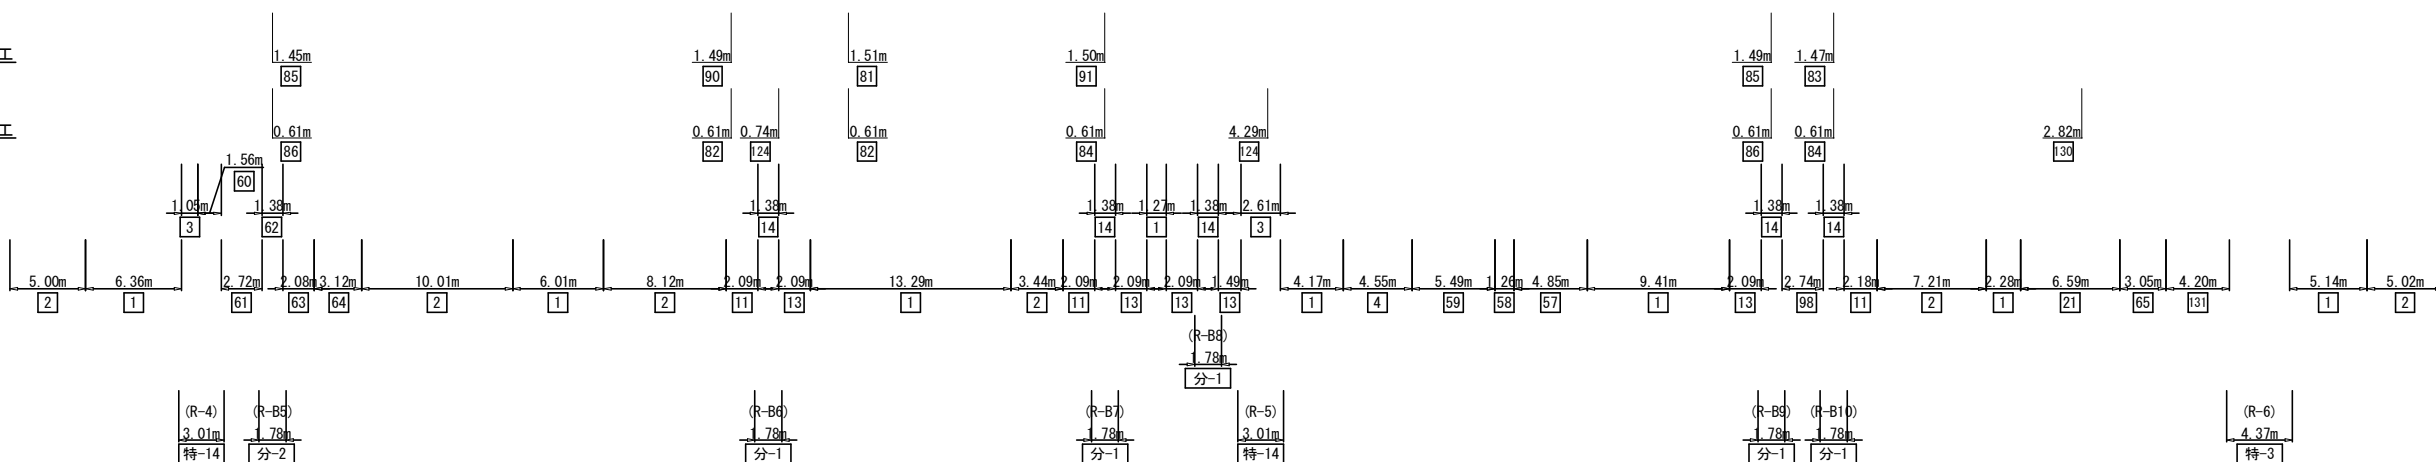 工 1.45m 1.49m 1.51m 1.50m 1.49m 1.47m
85 90 81 91 85 83
工 0.61m 0.61m 0.74m 0.61m 0.61m 4.29m 0.61m 0.61m 2.82m
86 82 124 82 84 124 86 84 130
1.56m
60
1.05m 1.38m 1.38m 1.38m 1.27m 1.38m 2.61m 1.38m 1.38m
3 62 14 14 1 14 3 14 14
5.00m 6.36m 2.72m 2.08m 3.12m 10.01m 6.01m 8.12m 2.09m 2.09m 13.29m 3.44m 2.09m 2.09m 2.09m 1.49m 4.17m 4.55m 5.49m 1.26m 4.85m 9.41m 2.09m 2.74m 2.18m 7.21m 2.28m 6.59m 3.05m 4.20m 5.14m 5.02m
2 1 61 63 64 2 1 2 11 13 1 2 11 13 13 13 1 4 59 58 57 1 13 98 11 2 1 21 65 131 1 2
(R-B8)
1.78m
分-1
(R-4) (R-B5) (R-B6) (R-B7) (R-5) (R-B9) (R-B10) (R-6)
3.01m 1.78m 1.78m 1.78m 3.01m 1.78m 1.78m 4.37m
特-14 分-2 分-1 分-1 特-14 分-1 分-1 特-3